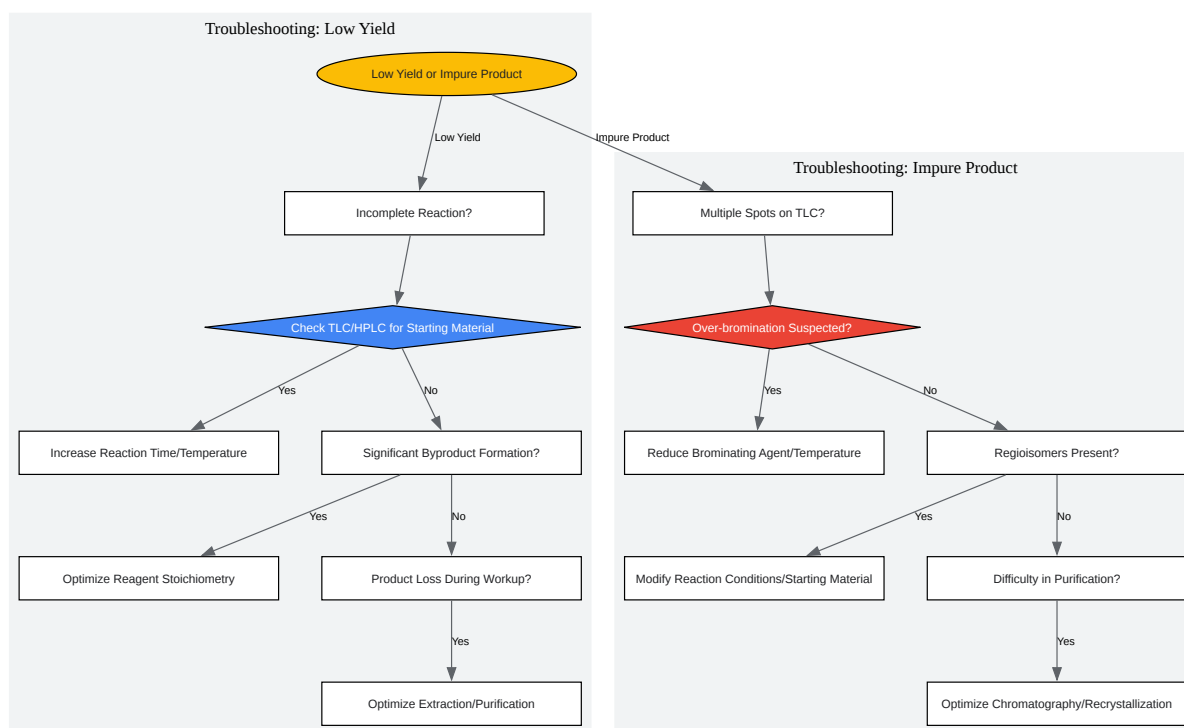 Troubleshooting: Low Yield
Low Yield or Impure Product
Low Yield
Impure Product
Troubleshooting: Impure Product
Incomplete Reaction?
Multiple Spots on TLC?
Check TLC/HPLC for Starting Material
Over-bromination Suspected?
Yes
No
Yes
No
Increase Reaction Time/Temperature
Significant Byproduct Formation?
Reduce Brominating Agent/Temperature
Regioisomers Present?
Yes
No
Yes
No
Optimize Reagent Stoichiometry
Product Loss During Workup?
Modify Reaction Conditions/Starting Material
Difficulty in Purification?
Yes
Yes
Optimize Extraction/Purification
Optimize Chromatography/Recrystallization